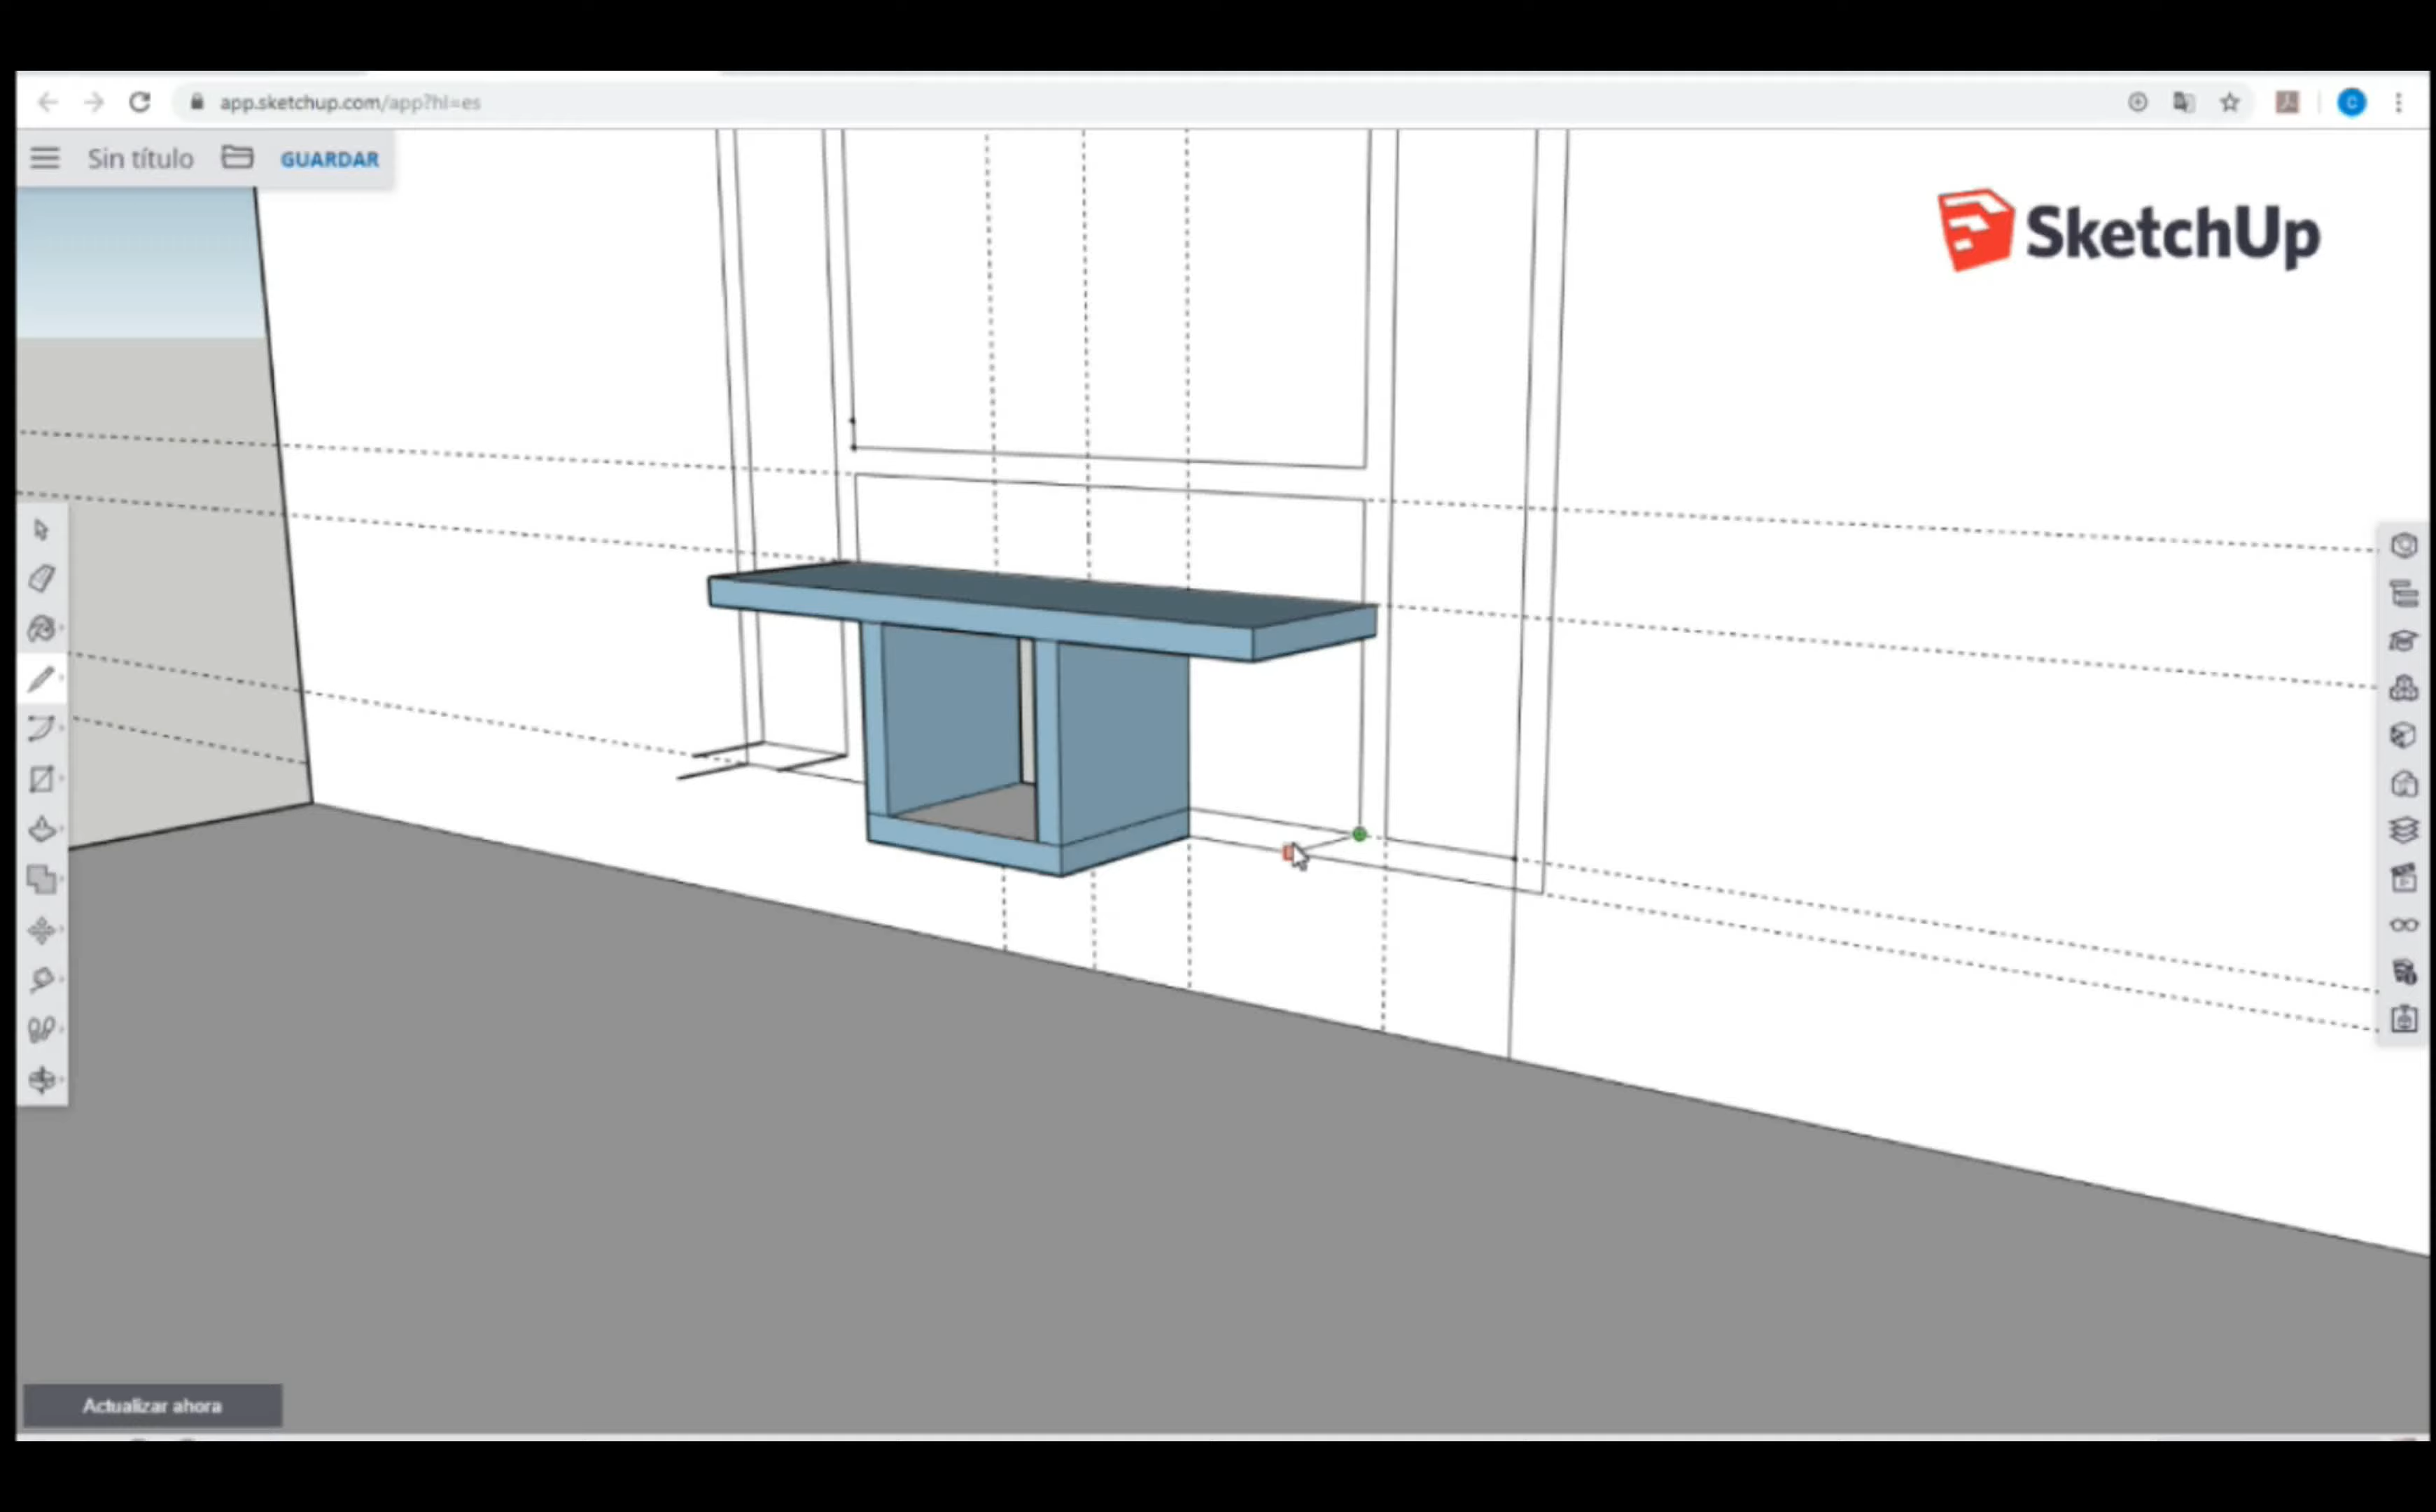 app.sketchup.com/app?hl=es
C
Sin título
GUARDAR
SketchUp
Actualizar ahora